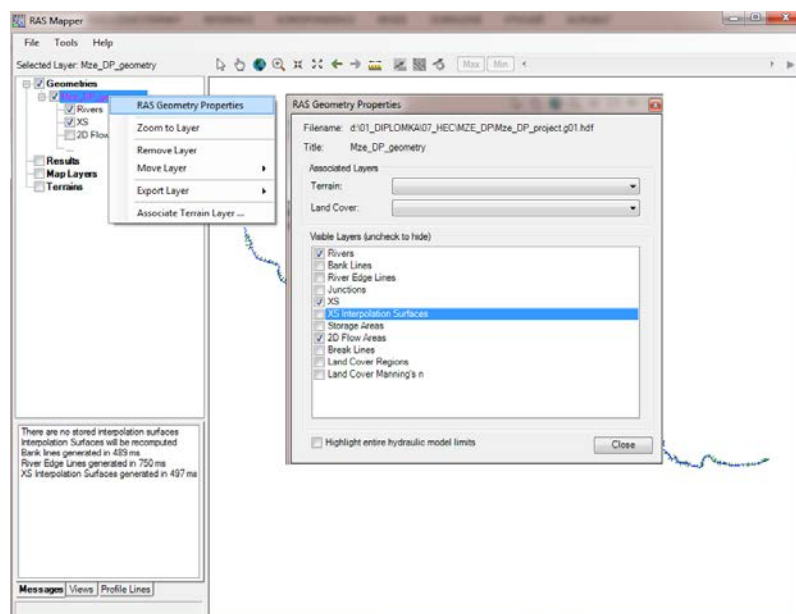 RAS Mapper
File Tools Help
Selected Layer: Mze_DP_geometry
Max Min
Geometries
Rivers
XS
2D Flow
...
Results
Map Layers
Terrains
RAS Geometry Properties
Zoom to Layer
Remove Layer
Move Layer
Export Layer
Associate Terrain Layer ...
RAS Geometry Properties
Filename: d:\01_DIPLOMKA\07_HEC\MZE_DP\Mze_DP_project.g01.hdf
Title: Mze_DP_geometry
Associated Layers
Terrain:
Land Cover:
Visible Layers (uncheck to hide)
Rivers
Bank Lines
River Edge Lines
Junctions
XS
XS Interpolation Surfaces
Storage Areas
2D Flow Areas
Break Lines
Land Cover Regions
Land Cover Manning's n
Highlight entire hydraulic model limits
Close
There are no stored interpolation surfaces
Interpolation Surfaces will be recomputed
Bank lines generated in 489 ms
River Edge Lines generated in 750 ms
XS Interpolation Surfaces generated in 497 ms
Messages Views Profile Lines